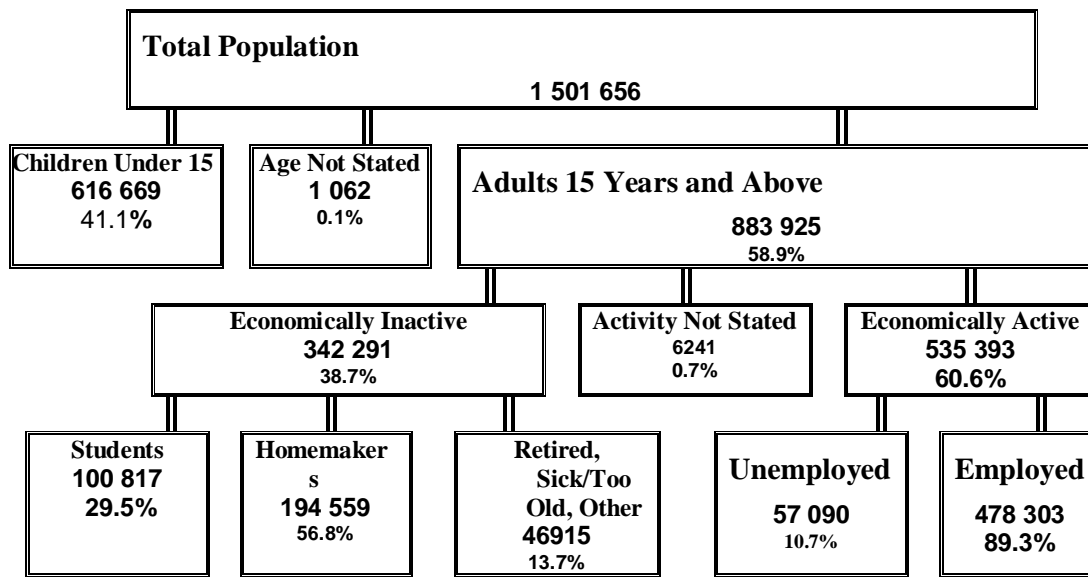 Total Population
1 501 656
Children Under 15
616 669
41.1%
Age Not Stated
1 062
0.1%
Adults 15 Years and Above
883 925
58.9%
Economically Inactive
342 291
38.7%
Activity Not Stated
6241
0.7%
Economically Active
535 393
60.6%
Students
100 817
29.5%
Homemaker
s
194 559
56.8%
Retired,
Sick/Too
Old, Other
46915
13.7%
Unemployed
57 090
10.7%
Employed
478 303
89.3%